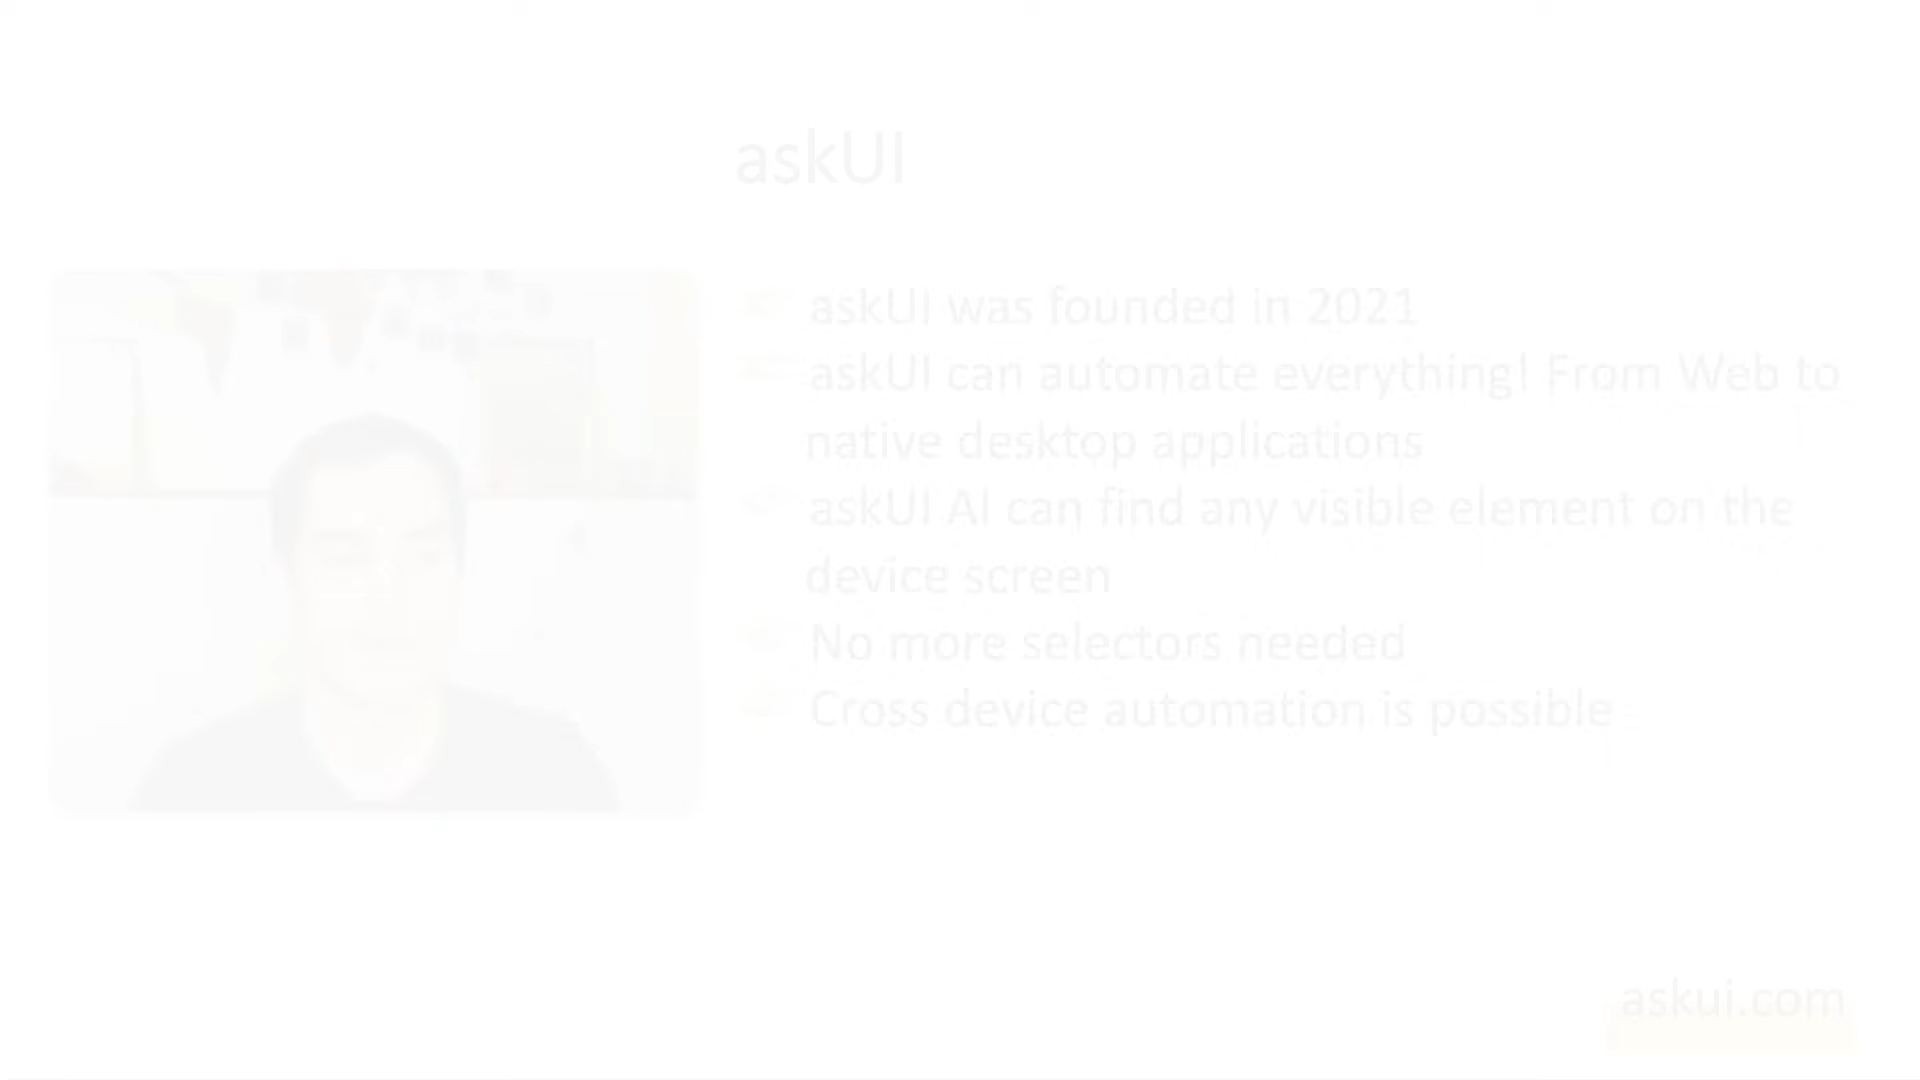 askUI
askUI was founded in 2021
askUI can automate everything! From Web to
native desktop applications
askUI AI can find any visible element on the
device screen
No more selectors needed
Cross device automation is possible
askui.com